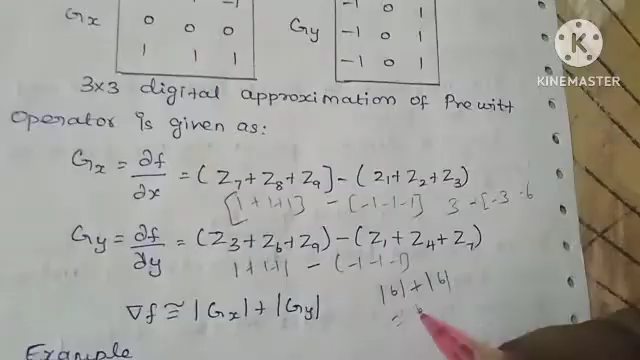 -1
Gx
0 0 0
1 1 1
Gy
-1 0 1
-1 0 1
-1 0 1
KINEMASTER
3x3 digital approximation of Prewitt
operator is given as:
Gx = ∂f/∂x = (Z7+Z8+Z9] - (Z1+Z2+Z3)
[1+1+1] - [-1-1-1] 3 - [-3 = 6
Gy = ∂f/∂y = (Z3+Z6+Z9) - (Z1+Z4+Z7)
1+1+1 - (-1-1-1]
∇f ≅ |Gx| + |Gy|
|6|+|6|
=
Example